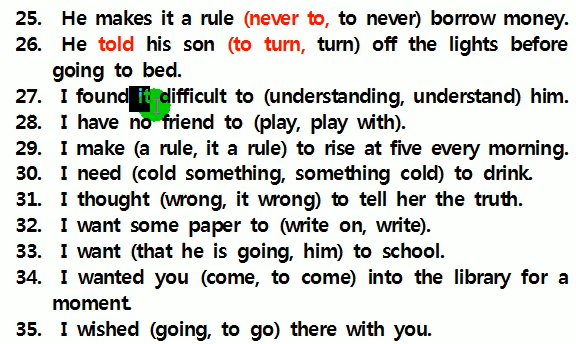 25. He makes it a rule (never to, to never) borrow money.
26. He told his son (to turn, turn) off the lights before
going to bed.
27. I found it difficult to (understanding, understand) him.
28. I have no friend to (play, play with).
29. I make (a rule, it a rule) to rise at five every morning.
30. I need (cold something, something cold) to drink.
31. I thought (wrong, it wrong) to tell her the truth.
32. I want some paper to (write on, write).
33. I want (that he is going, him) to school.
34. I wanted you (come, to come) into the library for a
moment.
35. I wished (going, to go) there with you.